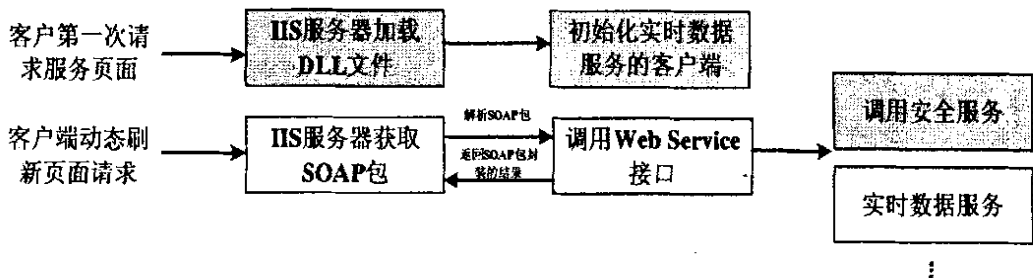 客户第一次请
求服务页面
IIS服务器加载
DLL文件
初始化实时数据
服务的客户端
客户端动态刷
新页面请求
IIS服务器获取
SOAP包
解析SOAP包
返回SOAP包封
装的结果
调用Web Service
接口
调用安全服务
实时数据服务